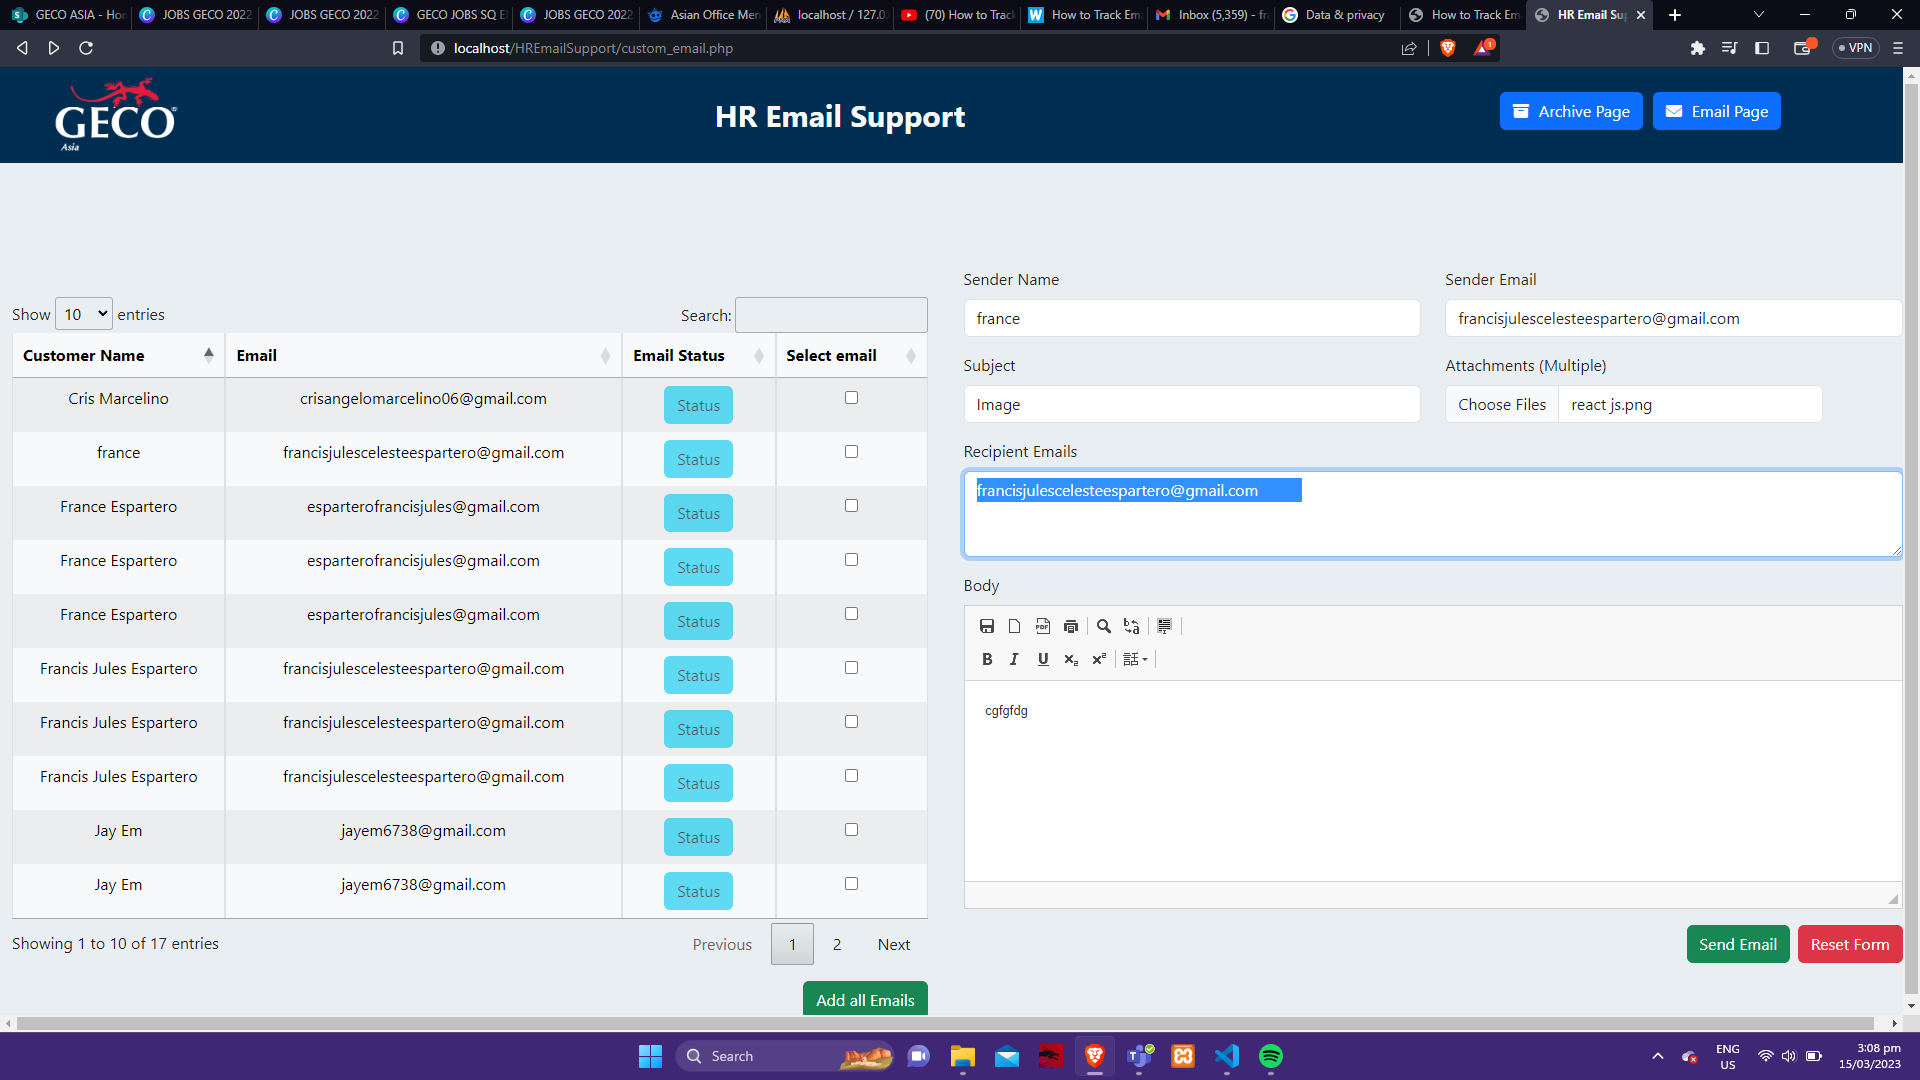 GECO ASIA - Hor
JOBS GECO 2022
JOBS GECO 2022
GECO JOBS SQ E
JOBS GECO 2022
Asian Office Mer
localhost / 127.0.
(70) How to Trac
How to Track Em
Inbox (5,359) - fra
Data & privacy
How to Track Em
HR Email Sup
localhost/HREmailSupport/custom_email.php
1
VPN
GECO
Asia
HR Email Support
Archive Page
Email Page
Show 10 entries
Search:
Customer Name Email Email Status Select email
Cris Marcelino crisangelomarcelino06@gmail.com Status
france francisjulescelesteespartero@gmail.com Status
France Espartero esparterofrancisjules@gmail.com Status
France Espartero esparterofrancisjules@gmail.com Status
France Espartero esparterofrancisjules@gmail.com Status
Francis Jules Espartero francisjulescelesteespartero@gmail.com Status
Francis Jules Espartero francisjulescelesteespartero@gmail.com Status
Francis Jules Espartero francisjulescelesteespartero@gmail.com Status
Jay Em jayem6738@gmail.com Status
Jay Em jayem6738@gmail.com Status
Showing 1 to 10 of 17 entries
Previous 1 2 Next
Add all Emails
Sender Name
france
Sender Email
francisjulescelesteespartero@gmail.com
Subject
Image
Attachments (Multiple)
Choose Files react js.png
Recipient Emails
francisjulescelesteespartero@gmail.com
Body
PDF
B I U x₂ x²
cgfgfdg
Send Email
Reset Form
Search
ENG
US
3:08 pm
15/03/2023